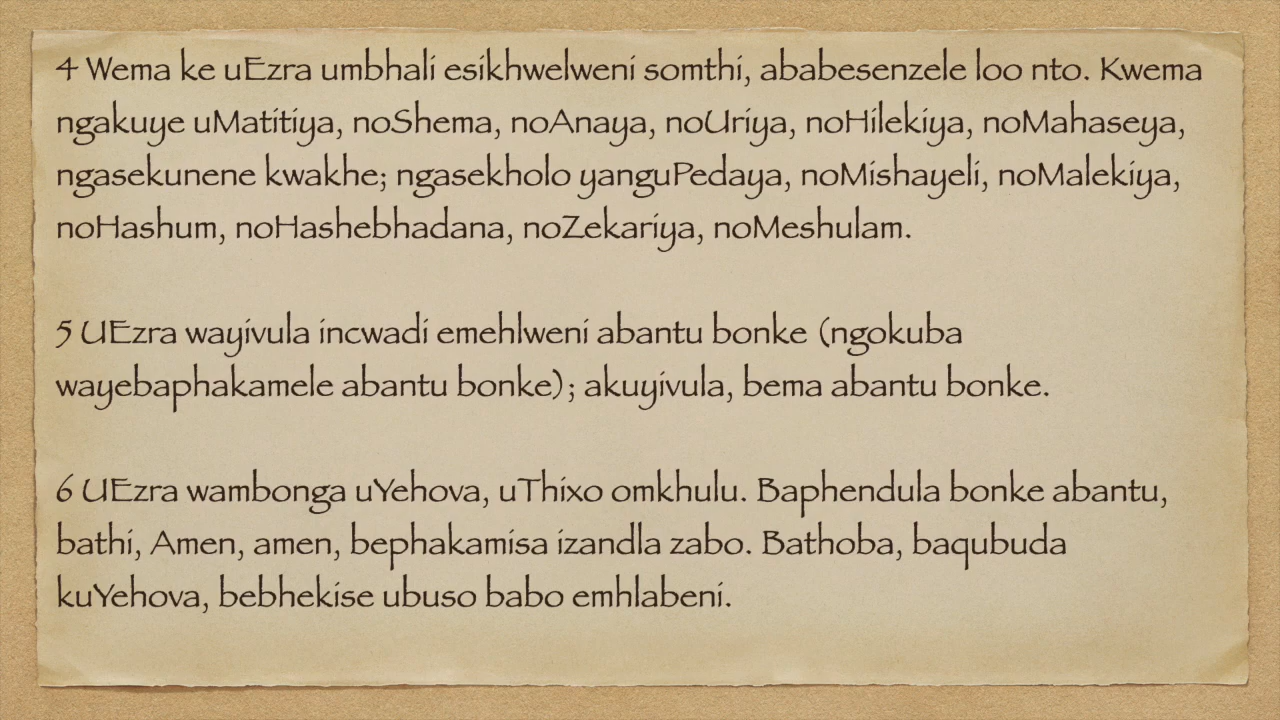 4 Wema ke uEzra umbhali esikhwelweni somthi, ababesenzele loo nto. Kwema
ngakuye uMatitiya, noShema, noAnaya, noUriya, noHilekiya, noMahaseya,
ngasekunene kwakhe; ngasekholo yanguPedaya, noMishayeli, noMalekiya,
noHashum, noHashebhadana, noZekariya, noMeshulam.
5 UEzra wayivula incwadi emehlweni abantu bonke (ngokuba
wayebaphakamele abantu bonke); akuyivula, bema abantu bonke.
6 UEzra wambonga uYehova, uThixo omkhulu. Baphendula bonke abantu,
bathi, Amen, amen, bephakamisa izandla zabo. Bathoba, baqubuda
kuYehova, bebhekise ubuso babo emhlabeni.